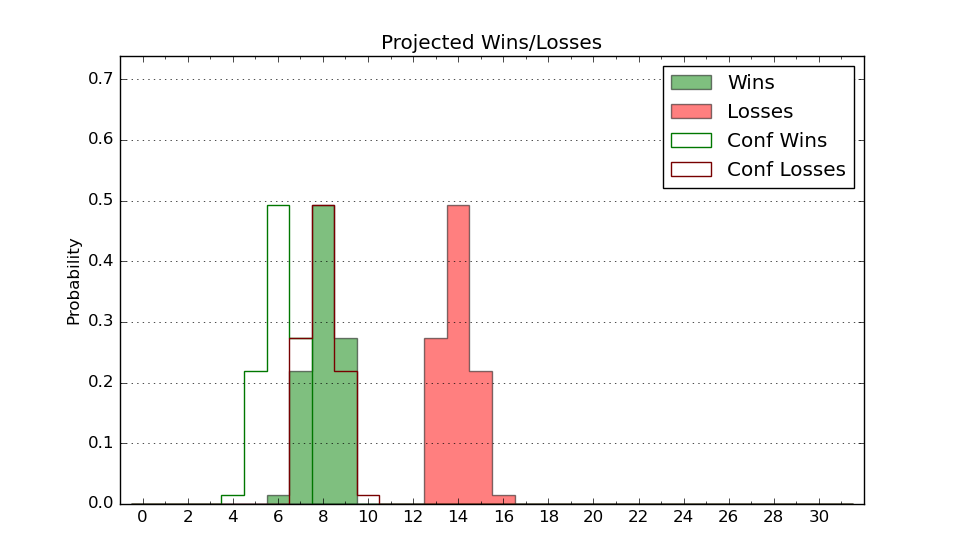 Projected Wins/Losses
0.7
0.6
0.5
0.4
0.3
0.2
0.1
0.0
Probability
Wins
Losses
Conf Wins
Conf Losses
0 2 4 6 8 10 12 14 16 18 20 22 24 26 28 30